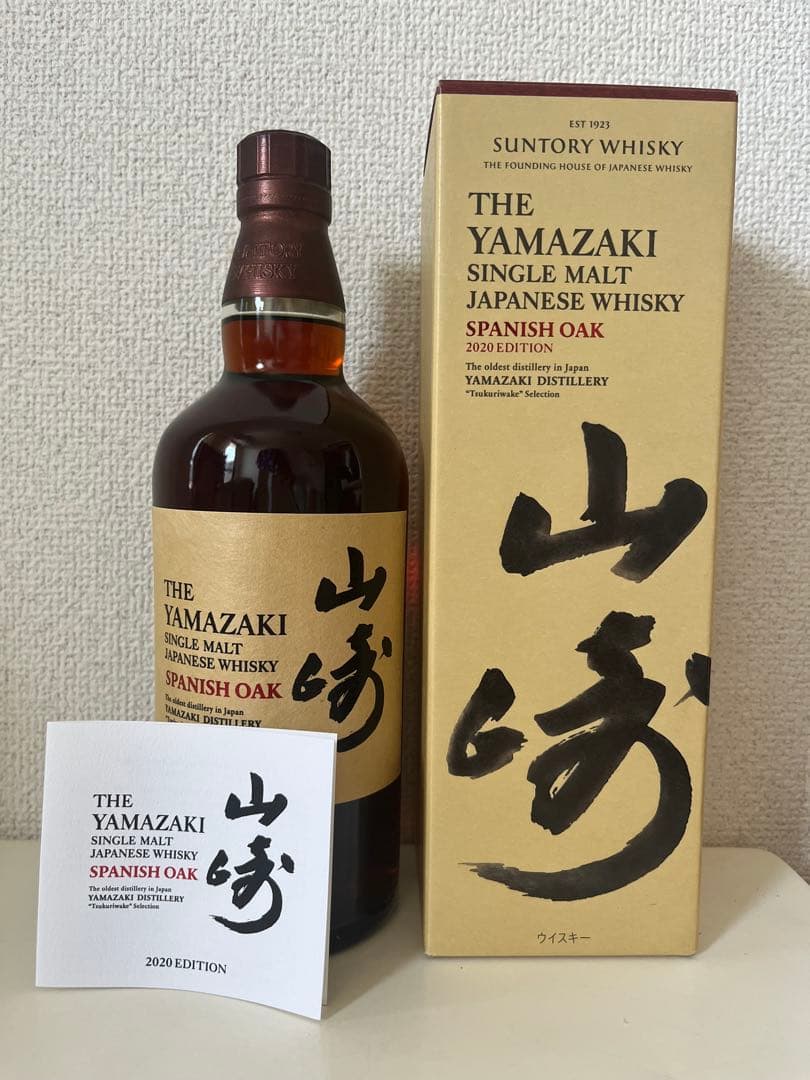 SUNTORY
WHISKY
THE
YAMAZAKI
SINGLE MALT
JAPANESE WHISKY
SPANISH OAK
The oldest distillery in Japan
YAMAZAKI DISTILLERY
山崎
THE
YAMAZAKI
SINGLE MALT
JAPANESE WHISKY
SPANISH OAK
The oldest distillery in Japan
YAMAZAKI DISTILLERY
"Tsukuriwake" Selection
山崎
2020 EDITION
EST 1923
SUNTORY WHISKY
THE FOUNDING HOUSE OF JAPANESE WHISKY
THE
YAMAZAKI
SINGLE MALT
JAPANESE WHISKY
SPANISH OAK
2020 EDITION
The oldest distillery in Japan
YAMAZAKI DISTILLERY
"Tsukuriwake" Selection
山崎
ウイスキー